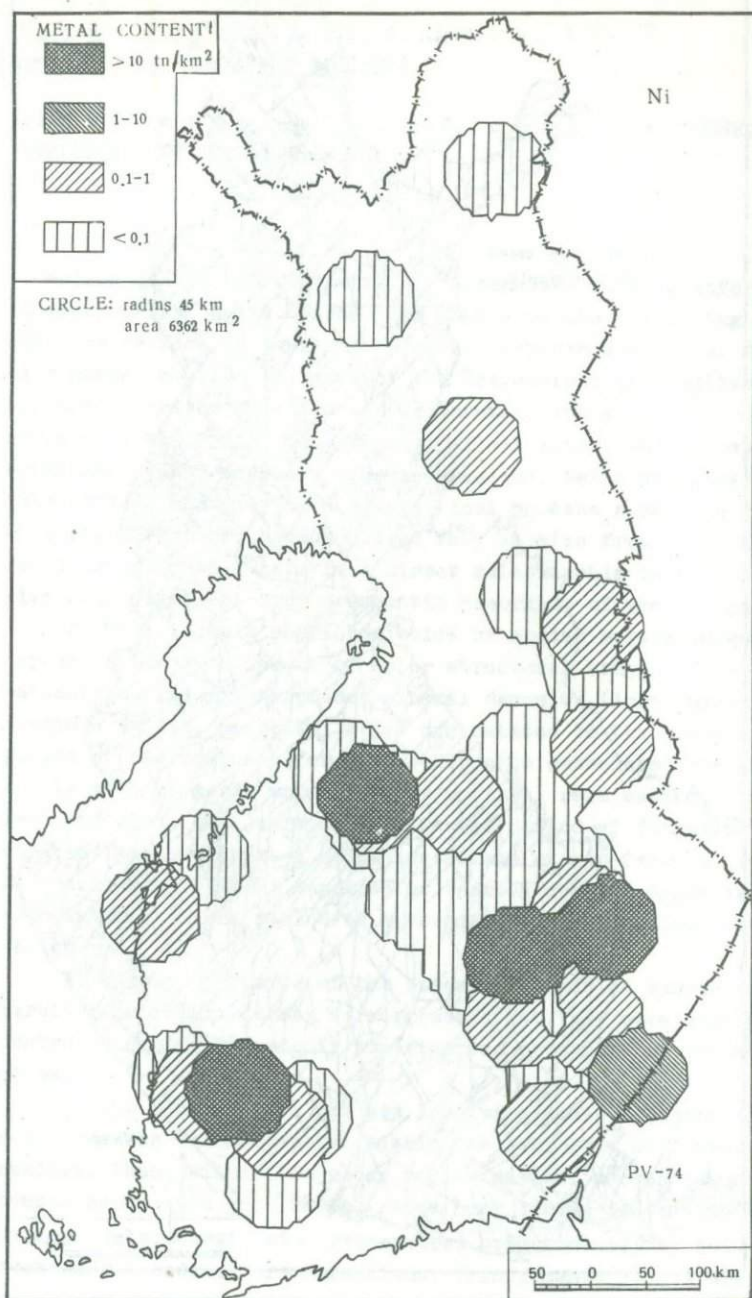 METAL CONTENT!
>10 tn/km²
1-10
0,1-1
<0,1
CIRCLE: radins 45 km
area 6362 km²
Ni
PV-74
50 0 50 100 km